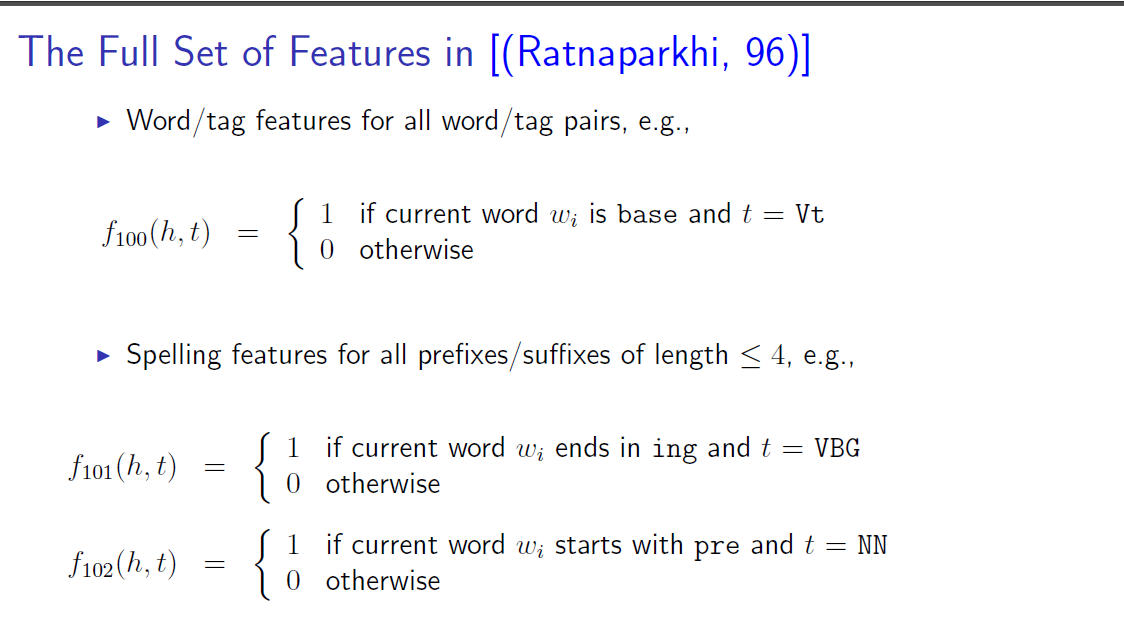 The Full Set of Features in [(Ratnaparkhi, 96)]
▶ Word/tag features for all word/tag pairs, e.g.,
f₁₀₀(h, t) = { 1 if current word wᵢ is base and t = Vt
0 otherwise
▶ Spelling features for all prefixes/suffixes of length ≤ 4, e.g.,
f₁₀₁(h, t) = { 1 if current word wᵢ ends in ing and t = VBG
0 otherwise
f₁₀₂(h, t) = { 1 if current word wᵢ starts with pre and t = NN
0 otherwise